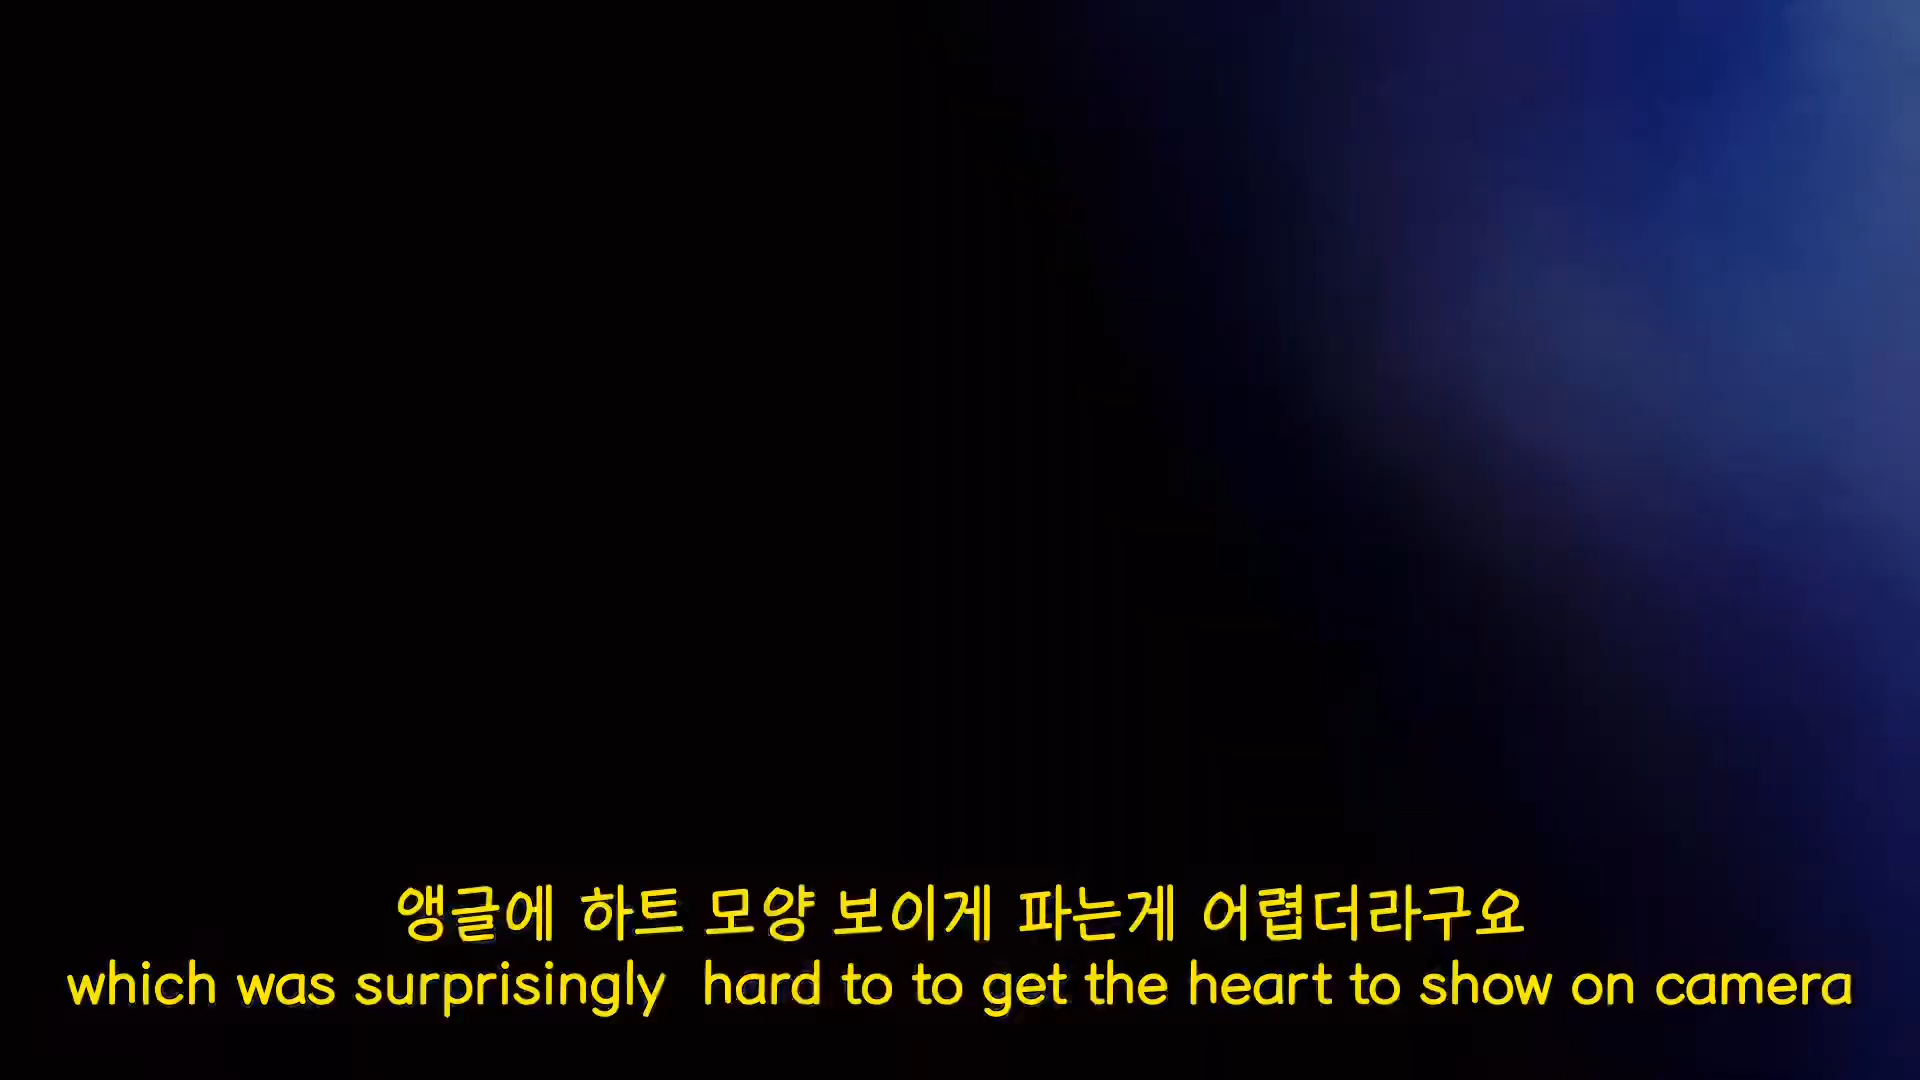 앵글에 하트 모양 보이게 파는게 어렵더라구요
which was surprisingly  hard to to get the heart to show on camera